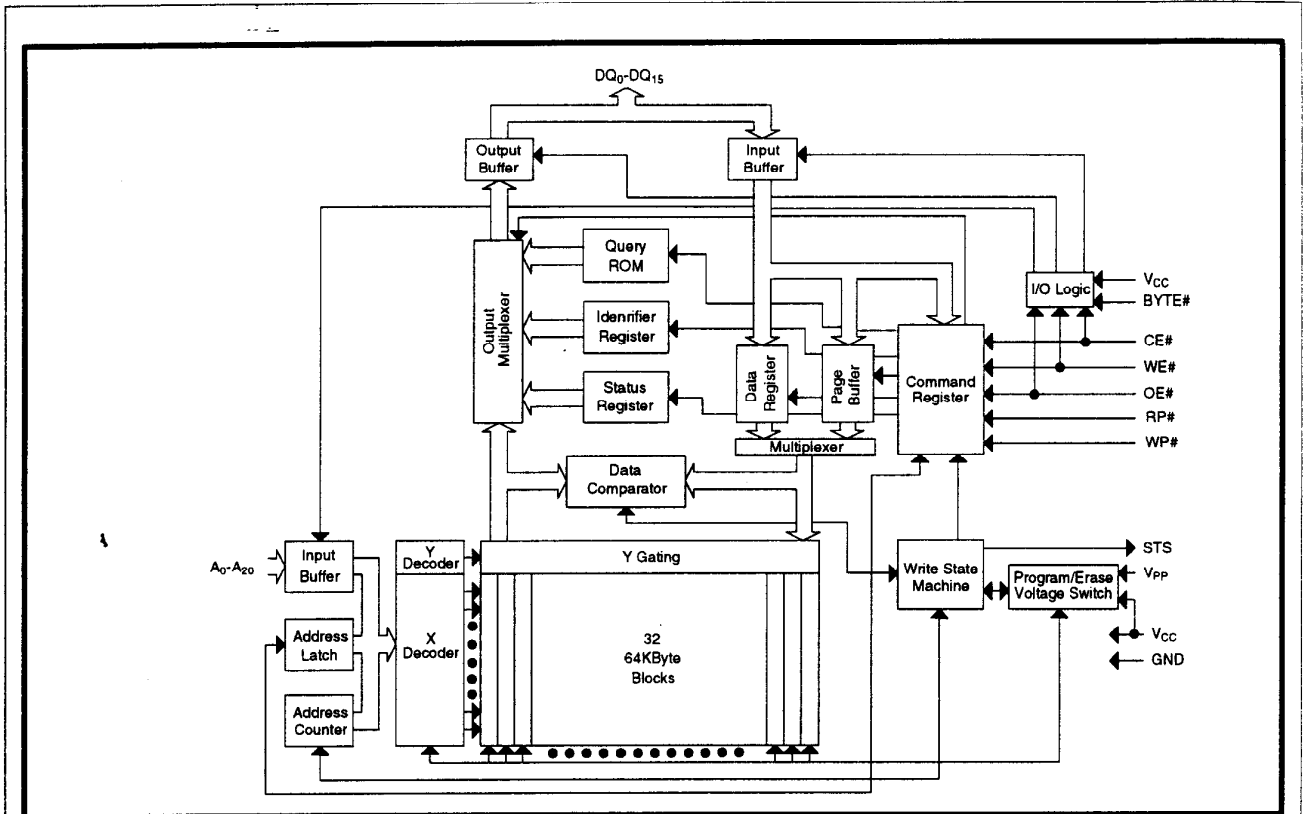 DQ0-DQ15
Output
Buffer
Input
Buffer
Output
Multiplexer
Query
ROM
Idenrifier
Register
Status
Register
Data
Register
Page
Buffer
Multiplexer
Command
Register
I/O Logic
VCC
BYTE#
CE#
WE#
OE#
RP#
WP#
Data
Comparator
A0-A20
Input
Buffer
Address
Latch
Address
Counter
Y
Decoder
X
Decoder
Y Gating
32
64KByte
Blocks
Write State
Machine
Program/Erase
Voltage Switch
STS
VPP
VCC
GND